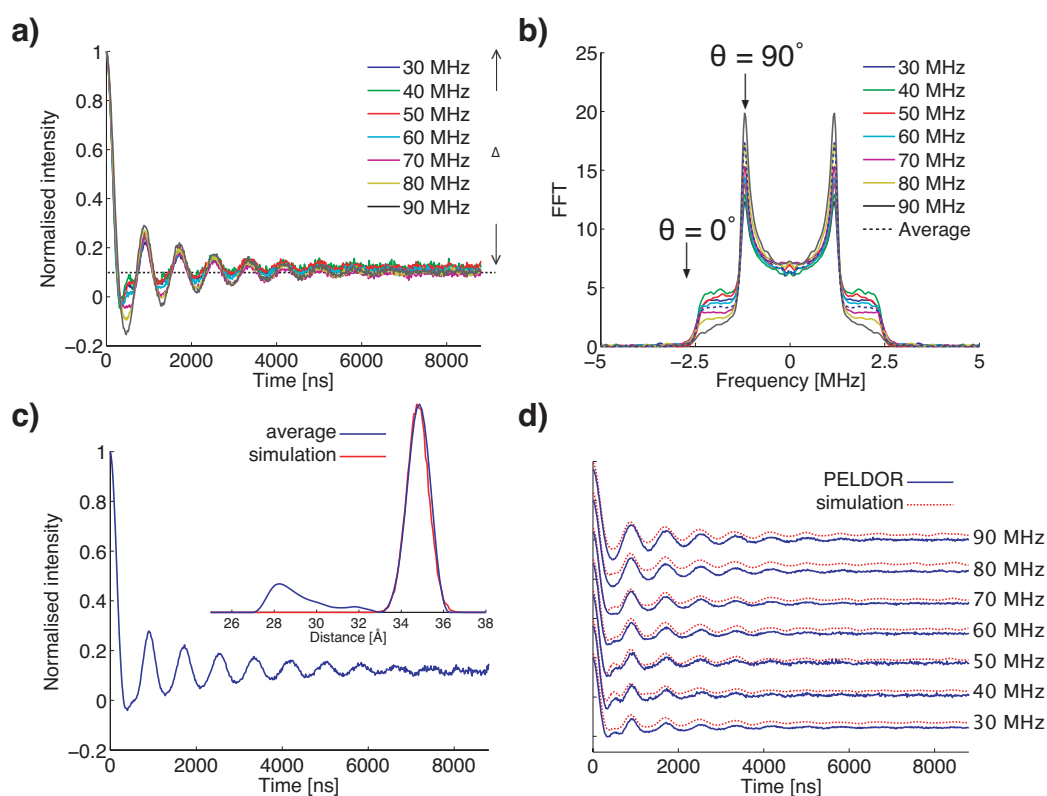 a)
Normalised intensity
1
0.8
0.6
0.4
0.2
0
−0.2
0
2000
4000
6000
8000
Time [ns]
30 MHz
40 MHz
50 MHz
60 MHz
70 MHz
80 MHz
90 MHz
Δ
b)
FFT
25
20
15
10
5
0
−5
−2.5
0
2.5
5
Frequency [MHz]
θ = 90°
θ = 0°
30 MHz
40 MHz
50 MHz
60 MHz
70 MHz
80 MHz
90 MHz
Average
c)
Normalised intensity
1
0.8
0.6
0.4
0.2
0
−0.2
0
2000
4000
6000
8000
Time [ns]
average
simulation
26
28
30
32
34
36
38
Distance [Å]
d)
PELDOR
simulation
90 MHz
80 MHz
70 MHz
60 MHz
50 MHz
40 MHz
30 MHz
0
2000
4000
6000
8000
Time [ns]